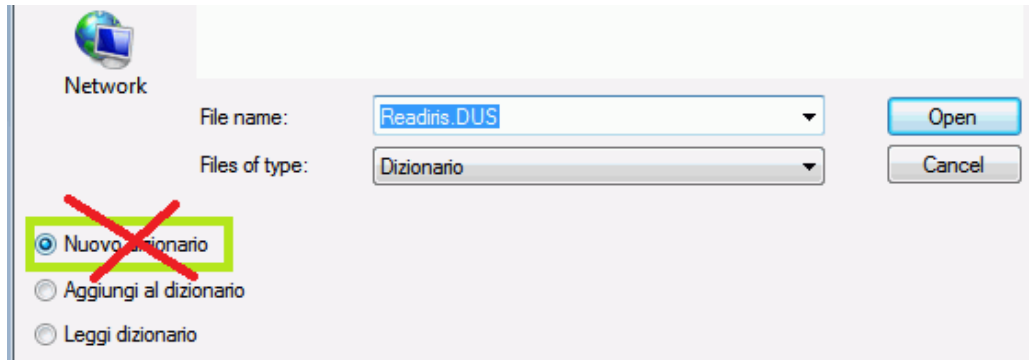 Network
File name: Readiris.DUS Open
Files of type: Dizionario Cancel
Nuovo dizionario
Aggiungi al dizionario
Leggi dizionario